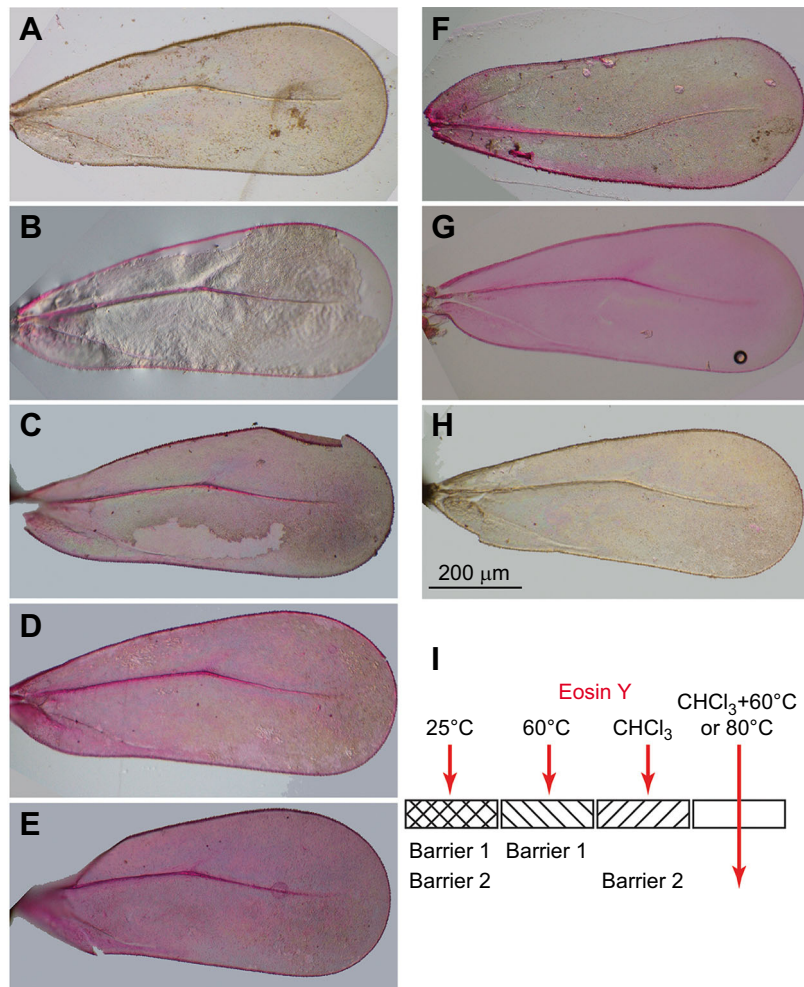 A
B
C
D
E
F
G
H
200 μm
I
Eosin Y
25°C 60°C CHCl₃ CHCl₃+60°C
or 80°C
Barrier 1 Barrier 1
Barrier 2 Barrier 2